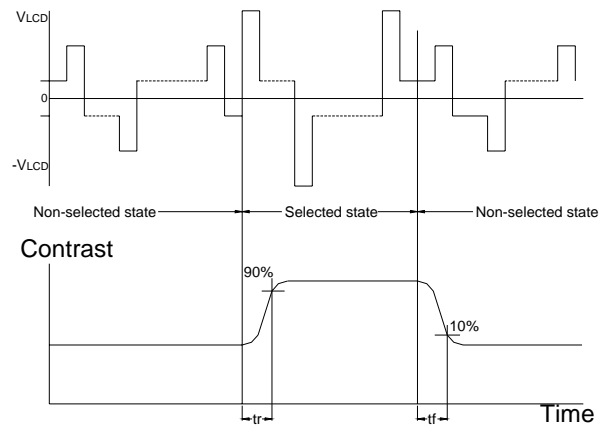 VLCD
0
-VLCD
Non-selected state
Selected state
Non-selected state
Contrast
90%
10%
Time
tr
tf